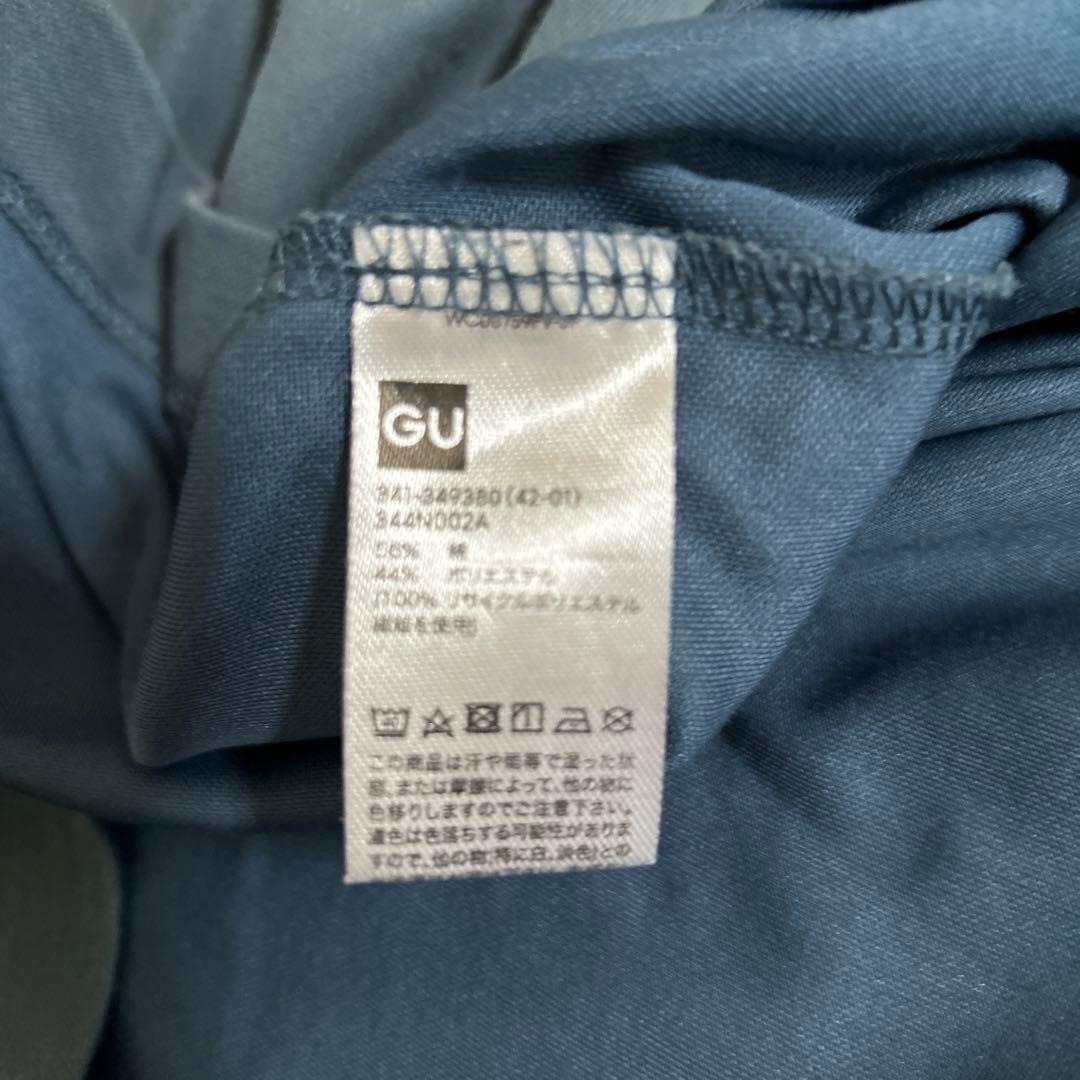 GU
341-349380(42-01)
344N002A
56% 綿
44% ポリエステル
(100% リサイクルポリエステル
繊維を使用)
この商品は汗や雨等で湿った状
態、または摩擦によって、他の物に
色移りしますのでご注意下さい。
濃色は色落ちする可能性がありま
すので、他の物(特に白、淡色)との